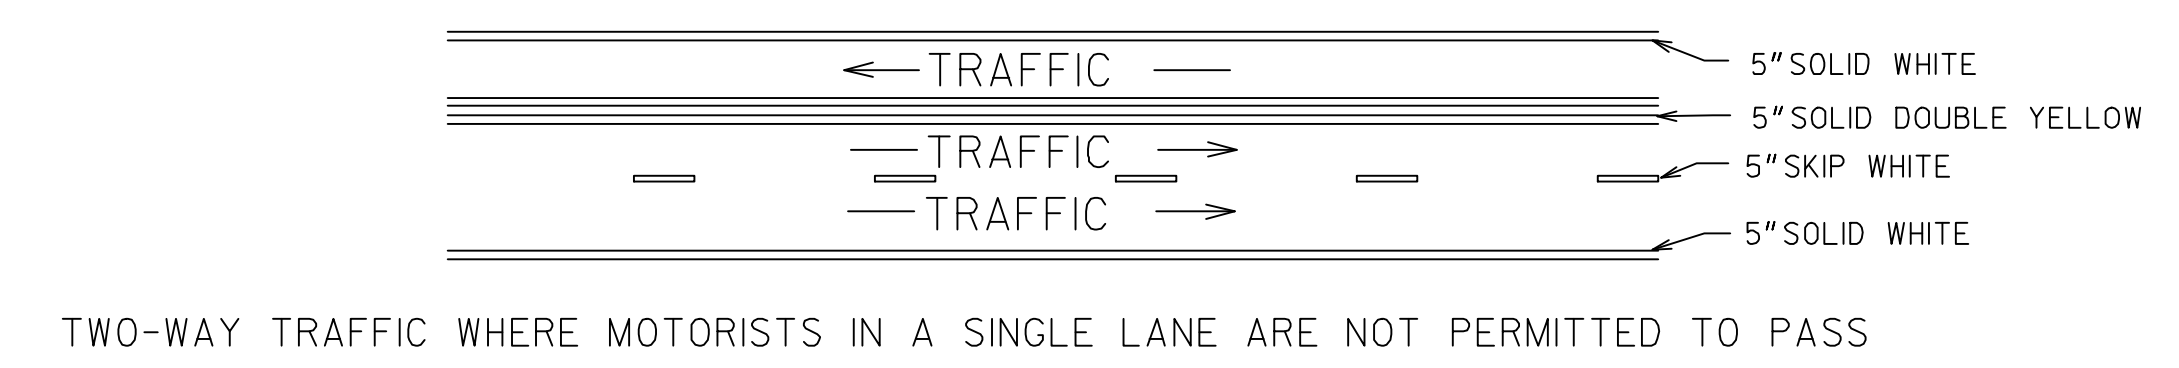 TRAFFIC
5"SOLID WHITE
5"SOLID DOUBLE YELLOW
TRAFFIC
5"SKIP WHITE
TRAFFIC
5"SOLID WHITE
TWO-WAY TRAFFIC WHERE MOTORISTS IN A SINGLE LANE ARE NOT PERMITTED TO PASS